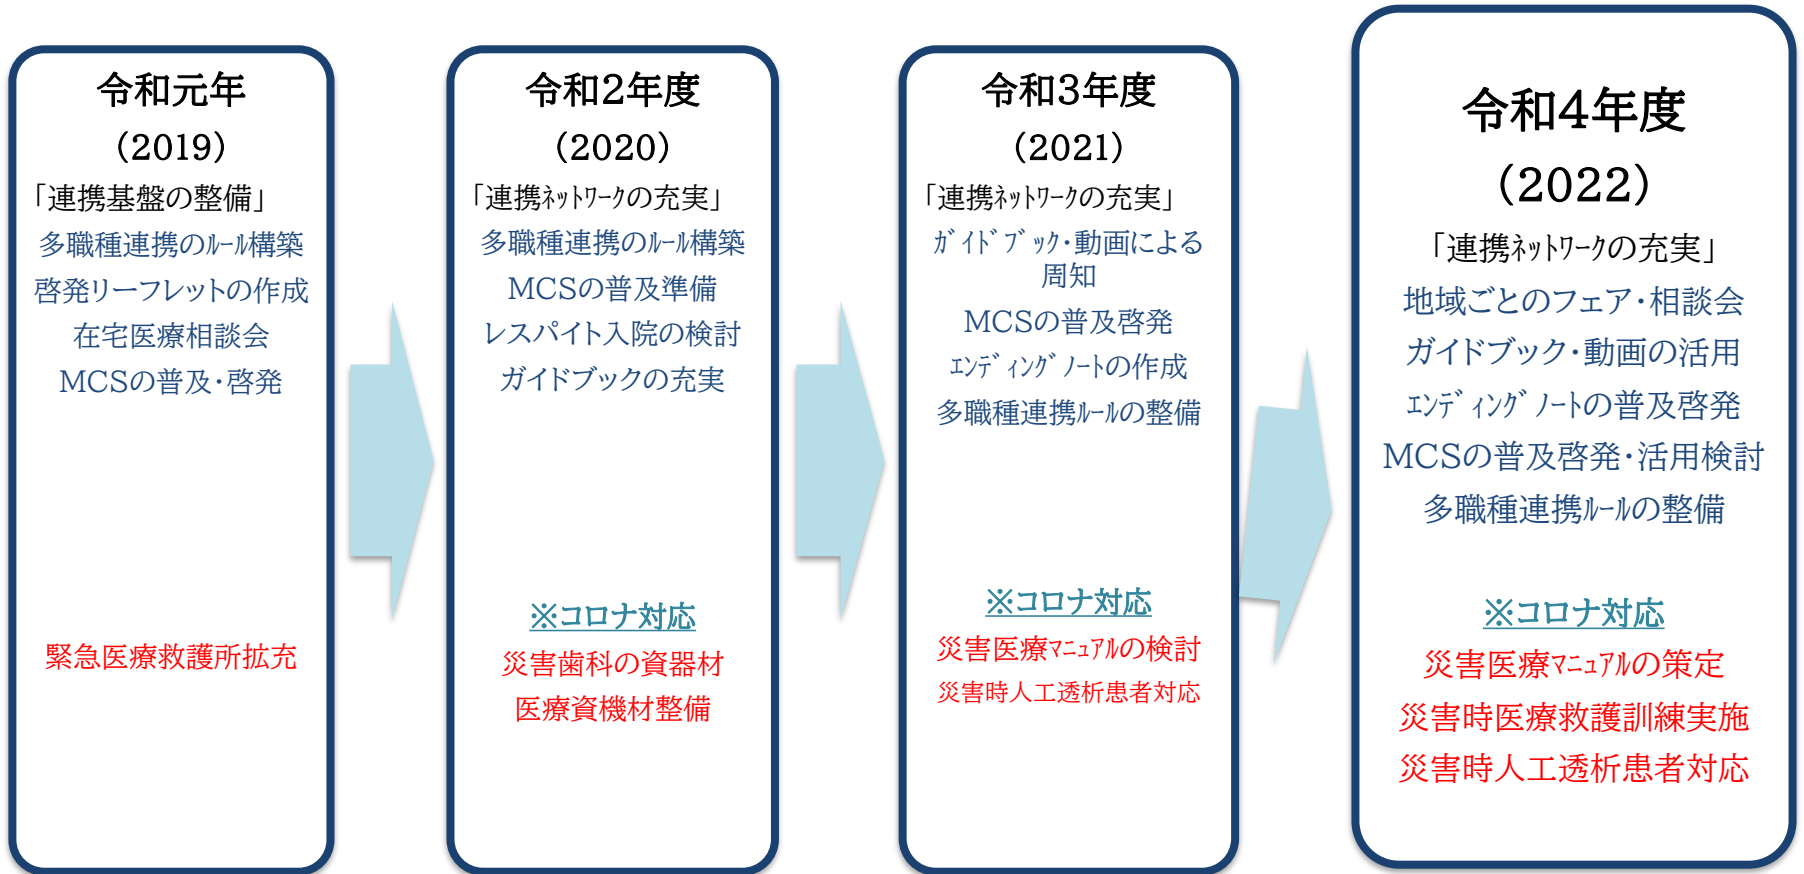 令和元年
（2019）
「連携基盤の整備」
多職種連携のﾙｰﾙ構築
啓発リーフレットの作成
在宅医療相談会
MCSの普及・啓発
緊急医療救護所拡充
令和2年度
（2020）
「連携ﾈｯﾄﾜｰｸの充実」
多職種連携のﾙｰﾙ構築
MCSの普及準備
レスパイト入院の検討
ガイドブックの充実
※コロナ対応
災害歯科の資器材
医療資機材整備
令和3年度
（2021）
「連携ﾈｯﾄﾜｰｸの充実」
ｶﾞｲﾄﾞﾌﾞｯｸ・動画による
周知
MCSの普及啓発
ｴﾝﾃﾞｨﾝｸﾞﾉｰﾄの作成
多職種連携ﾙｰﾙの整備
※コロナ対応
災害医療ﾏﾆｭｱﾙの検討
災害時人工透析患者対応
令和4年度
（2022）
「連携ﾈｯﾄﾜｰｸの充実」
地域ごとのフェア・相談会
ガイドブック・動画の活用
ｴﾝﾃﾞｨﾝｸﾞﾉｰﾄの普及啓発
MCSの普及啓発・活用検討
多職種連携ﾙｰﾙの整備
※コロナ対応
災害医療ﾏﾆｭｱﾙの策定
災害時医療救護訓練実施
災害時人工透析患者対応